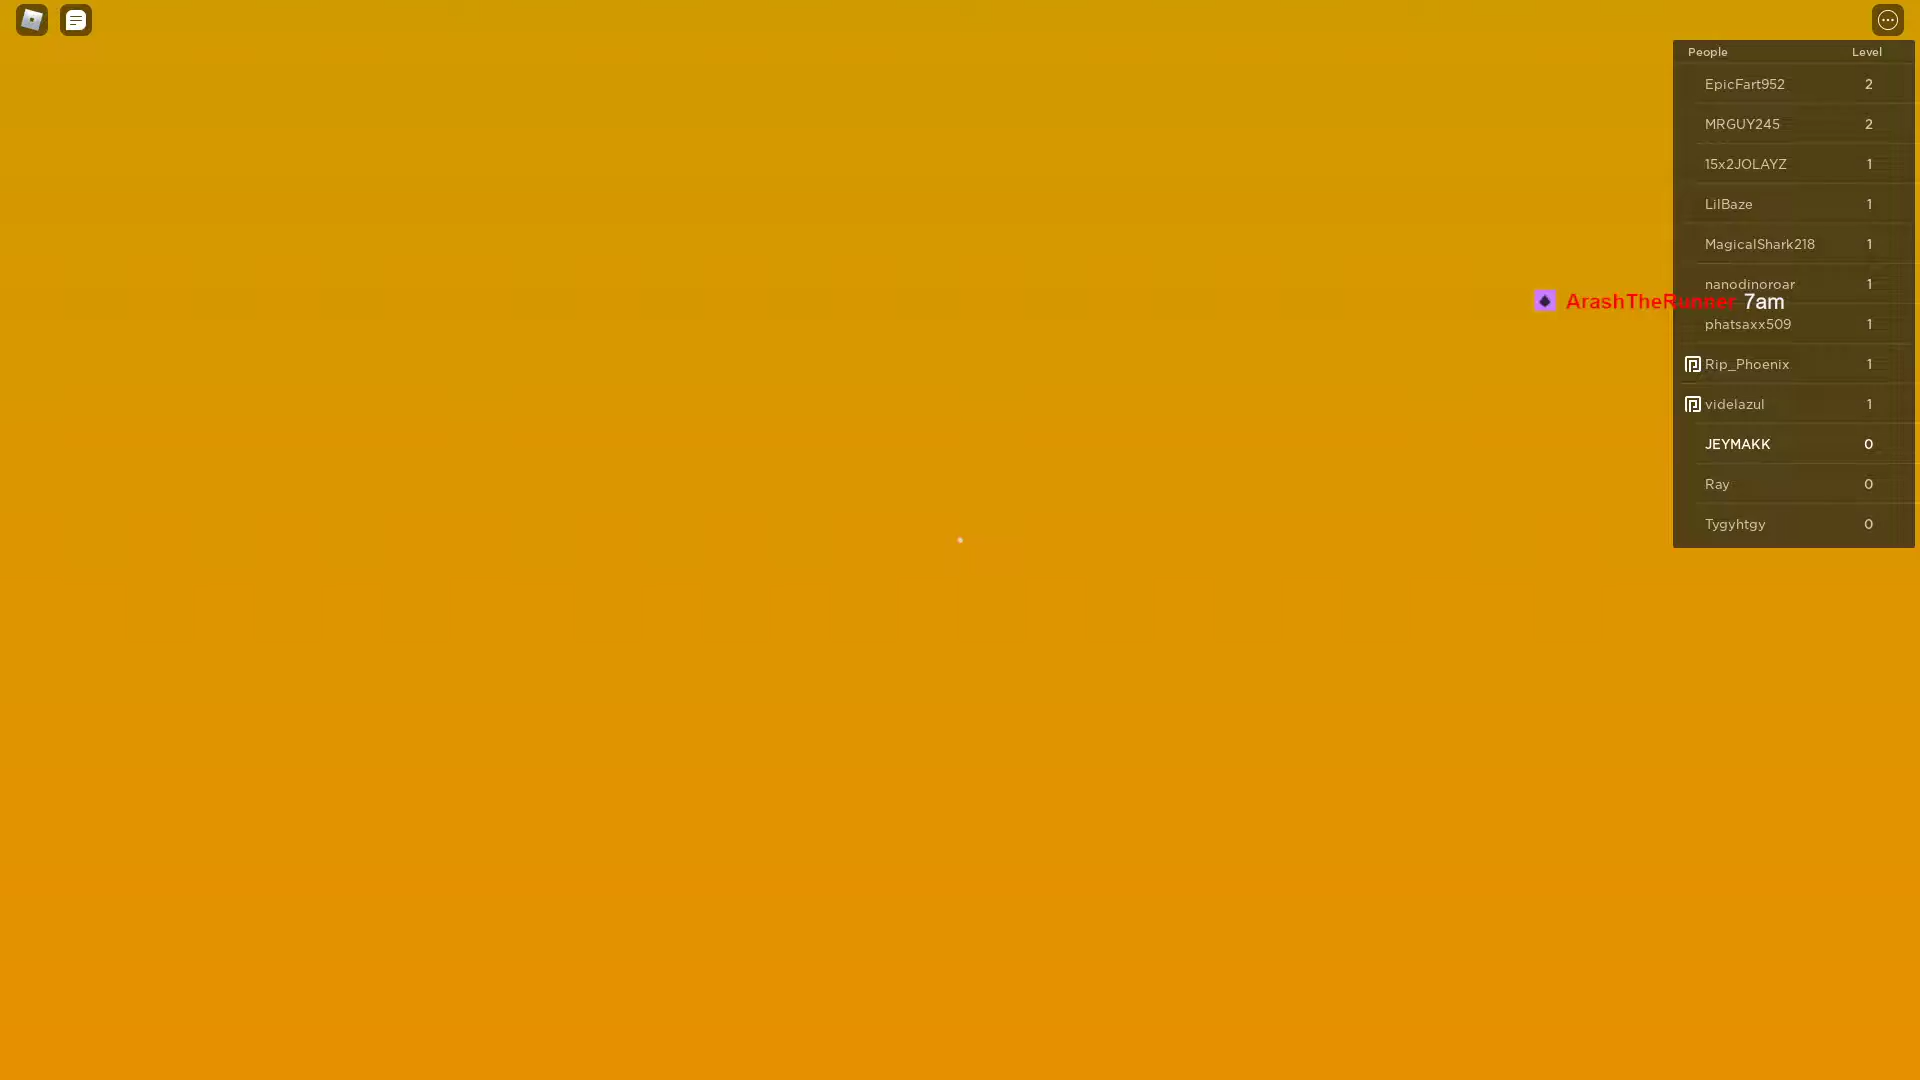 People Level
EpicFart952 2
MRGUY245 2
15x2JOLAYZ 1
LilBaze 1
MagicalShark218 1
nanodinoroar 1
ArashTheRunner 7am
phatsaxx509 1
Rip_Phoenix 1
videlazul 1
JEYMAKK 0
Ray 0
Tygyhtgy 0